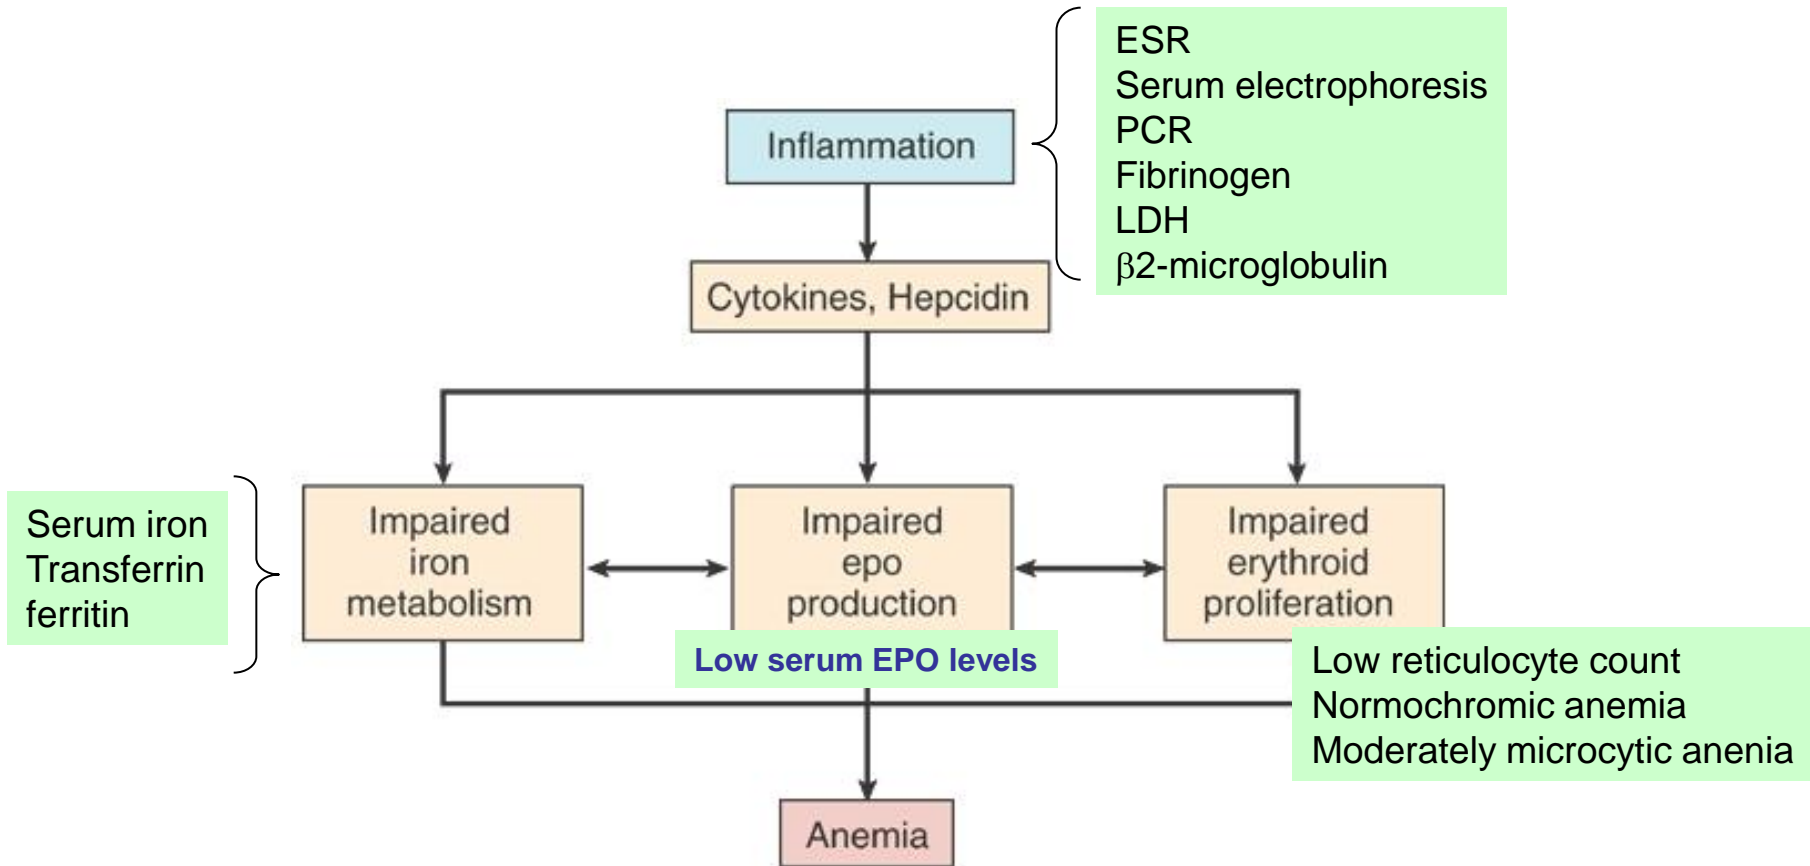 ESR
Serum electrophoresis
PCR
Fibrinogen
LDH
β2-microglobulin
Inflammation
Cytokines, Hepcidin
Serum iron
Transferrin
ferritin
Impaired
iron
metabolism
Impaired
epo
production
Low serum EPO levels
Impaired
erythroid
proliferation
Low reticulocyte count
Normochromic anemia
Moderately microcytic anenia
Anemia